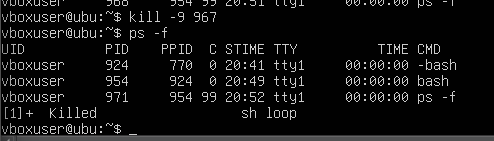 vboxuser     968     954 99 20:51 tty1     00:00:00 ps -f
vboxuser@ubu:~$ kill -9 967
vboxuser@ubu:~$ ps -f
UID          PID    PPID  C STIME TTY          TIME CMD
vboxuser     924     770  0 20:41 tty1     00:00:00 -bash
vboxuser     954     924  0 20:49 tty1     00:00:00 bash
vboxuser     971     954 99 20:52 tty1     00:00:00 ps -f
[1]+  Killed                  sh loop
vboxuser@ubu:~$ _